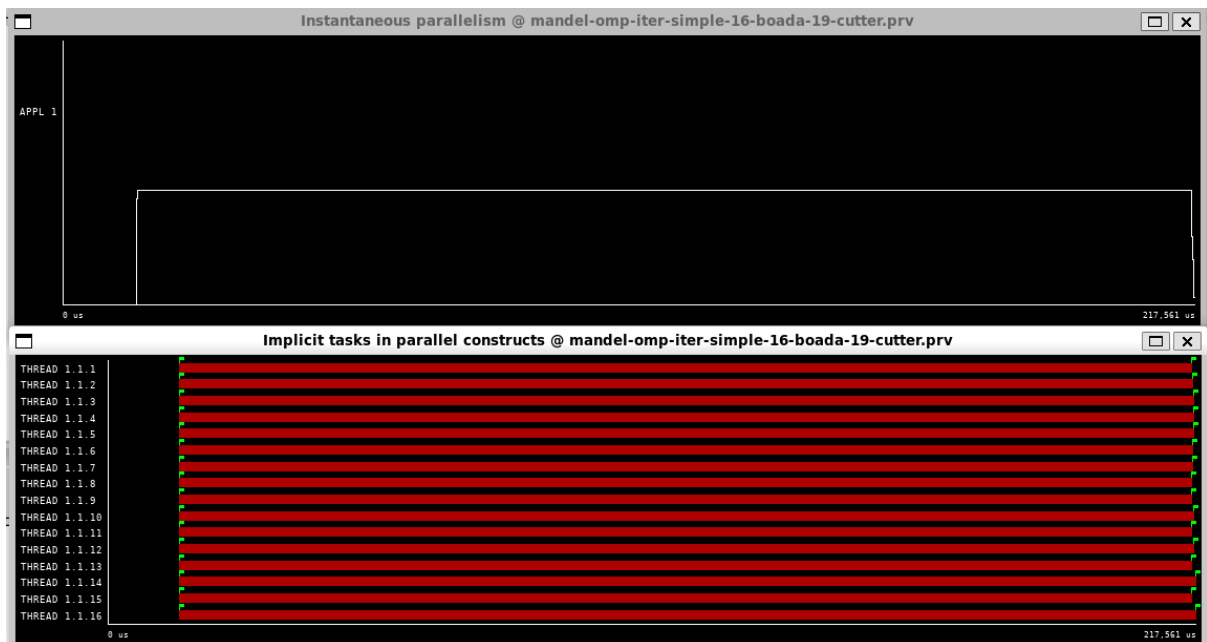 Instantaneous parallelism @ mandel-omp-iter-simple-16-boada-19-cutter.prv
APPL 1
0 us 217,561 us
Implicit tasks in parallel constructs @ mandel-omp-iter-simple-16-boada-19-cutter.prv
THREAD 1.1.1
THREAD 1.1.2
THREAD 1.1.3
THREAD 1.1.4
THREAD 1.1.5
THREAD 1.1.6
THREAD 1.1.7
THREAD 1.1.8
THREAD 1.1.9
THREAD 1.1.10
THREAD 1.1.11
THREAD 1.1.12
THREAD 1.1.13
THREAD 1.1.14
THREAD 1.1.15
THREAD 1.1.16
0 us 217,561 us